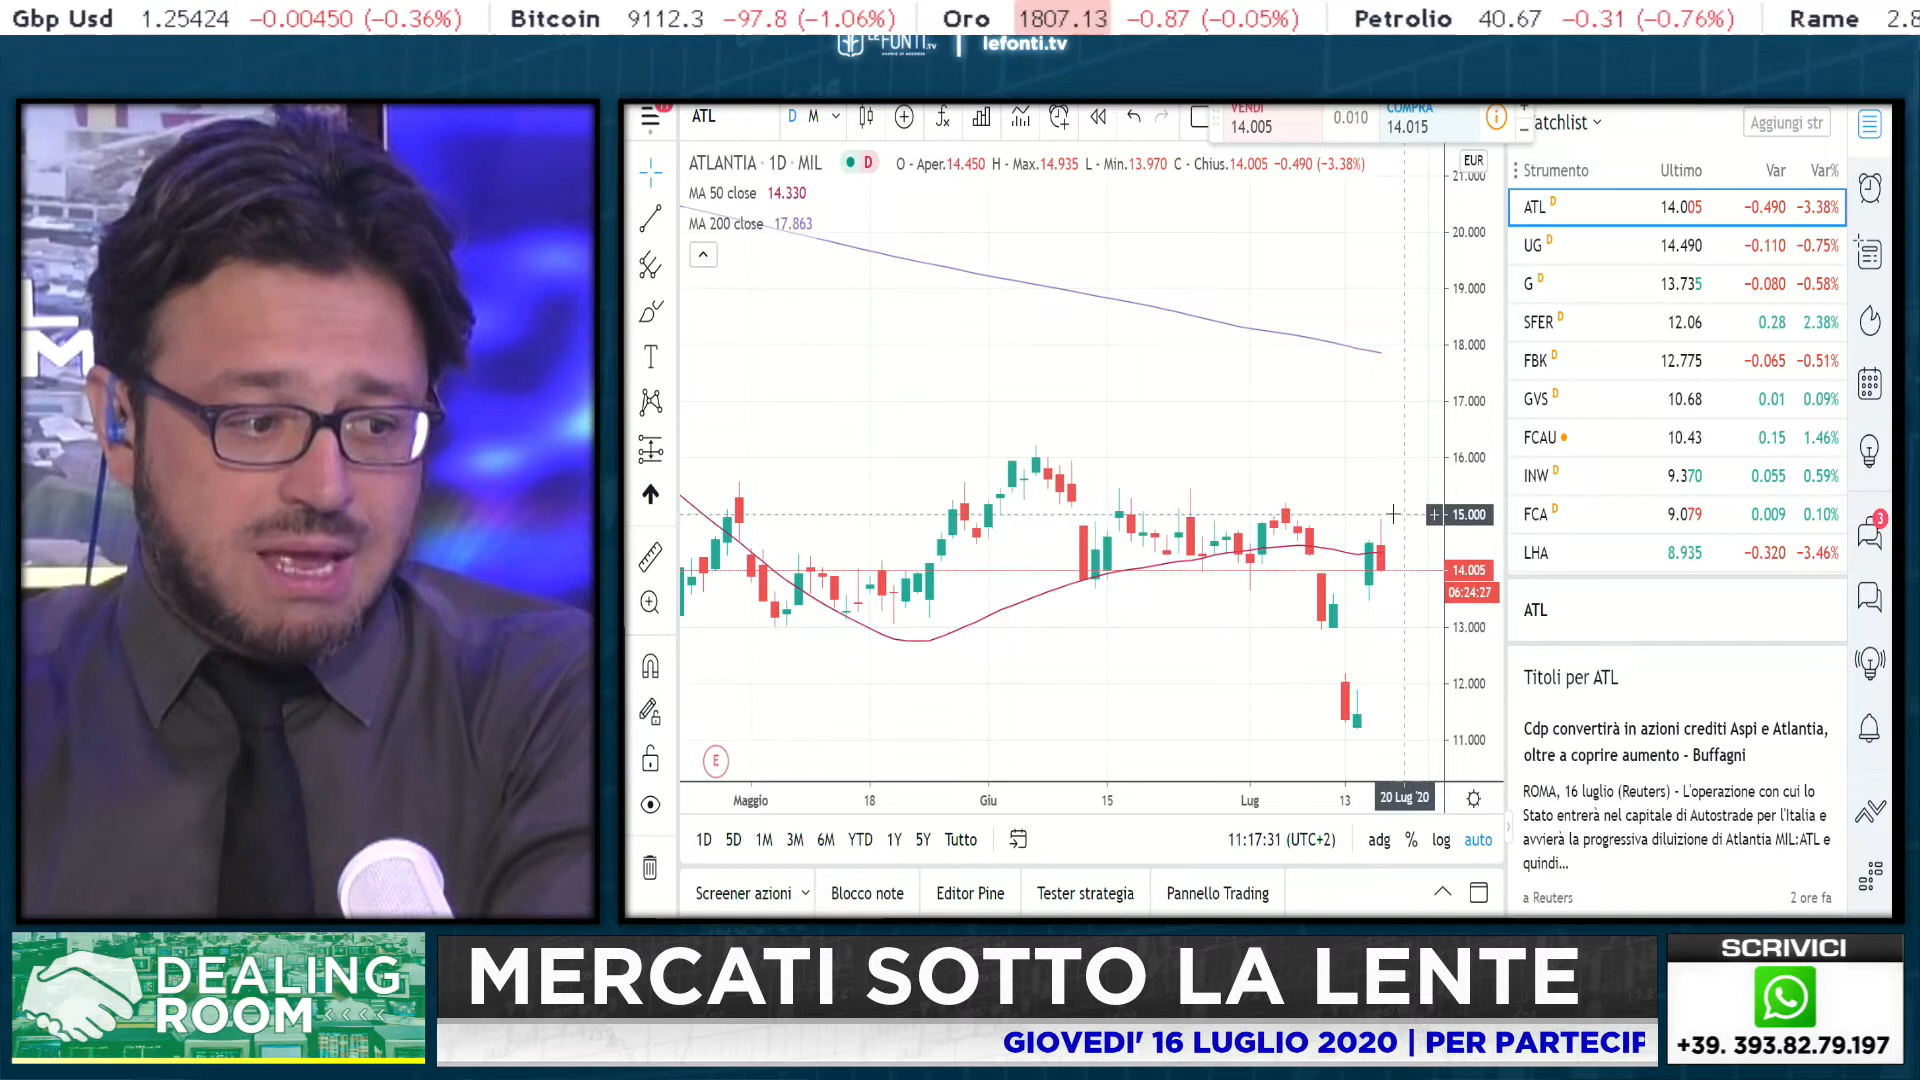 Gbp Usd 1.25424 −0.00450 (−0.36%) Bitcoin 9112.3 −97.8 (−1.06%) Oro 1807.13 −0.87 (−0.05%) Petrolio 40.67 −0.31 (−0.76%) Rame 2.8
LEFONTI.TV | lefonti.tv
L
M
ATL D M
VENDI
14.005
0.010
COMPRA
14.015
ATLANTIA · 1D · MIL D O - Aper.14.450 H - Max.14.935 L - Min.13.970 C - Chius.14.005 −0.490 (−3.38%)
MA 50 close 14.330
MA 200 close 17.863
EUR
21.000
20.000
19.000
18.000
17.000
16.000
15.000
14.005
06:24:27
13.000
12.000
11.000
E
Maggio 18 Giu 15 Lug 13 20 Lug '20
1D 5D 1M 3M 6M YTD 1Y 5Y Tutto 11:17:31 (UTC+2) adg % log auto
Screener azioni Blocco note Editor Pine Tester strategia Pannello Trading
atchlist Aggiungi str
Strumento Ultimo Var Var%
ATL D 14.005 −0.490 −3.38%
UG D 14.490 −0.110 −0.75%
G D 13.735 −0.080 −0.58%
SFER D 12.06 0.28 2.38%
FBK D 12.775 −0.065 −0.51%
GVS D 10.68 0.01 0.09%
FCAU 10.43 0.15 1.46%
INW D 9.370 0.055 0.59%
FCA D 9.079 0.009 0.10%
LHA 8.935 −0.320 −3.46%
3
ATL
Titoli per ATL
Cdp convertirà in azioni crediti Aspi e Atlantia,
oltre a coprire aumento - Buffagni
ROMA, 16 luglio (Reuters) - L'operazione con cui lo
Stato entrerà nel capitale di Autostrade per l'Italia e
avvierà la progressiva diluizione di Atlantia MIL:ATL e
quindi...
a Reuters 2 ore fa
DEALING
ROOM <<<<
MERCATI SOTTO LA LENTE
GIOVEDI' 16 LUGLIO 2020 | PER PARTECIP
SCRIVICI
+39. 393.82.79.197